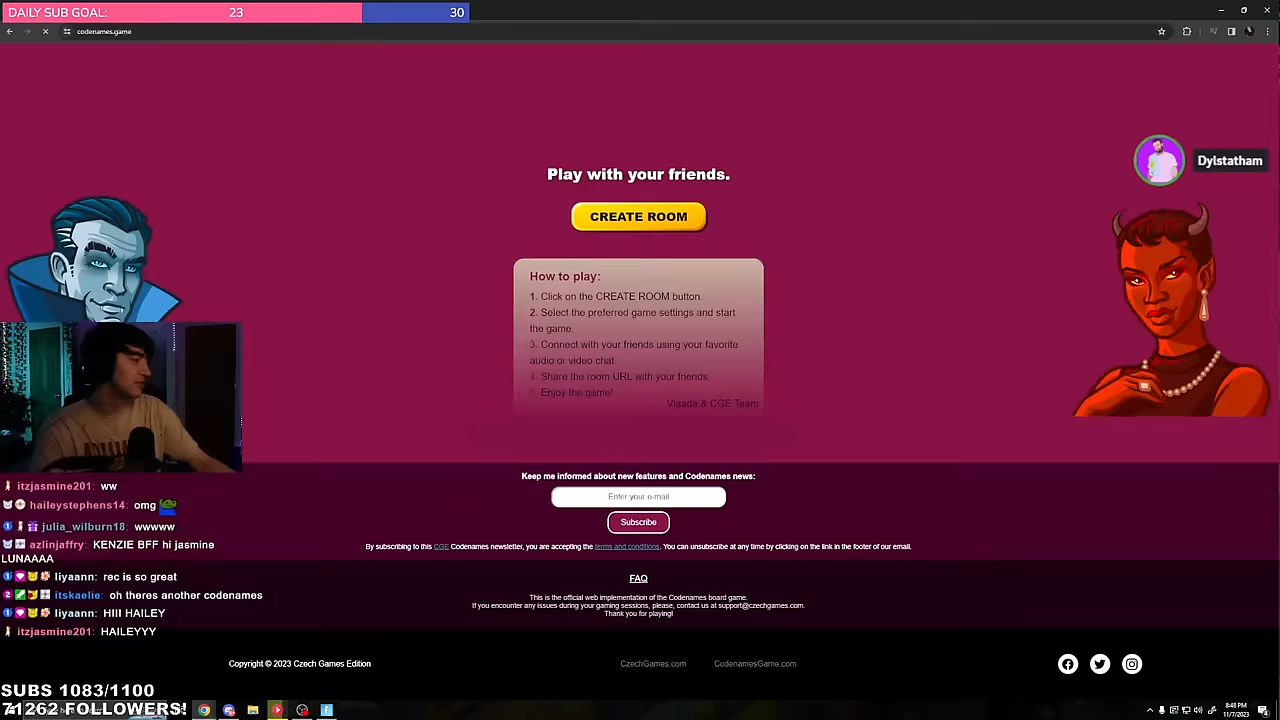 DAILY SUB GOAL: 23 30
codenames.game
Play with your friends.
CREATE ROOM
Dylstatham
How to play:
1. Click on the CREATE ROOM button.
2. Select the preferred game settings and start
the game.
3. Connect with your friends using your favorite
audio or video chat.
4. Share the room URL with your friends.
5. Enjoy the game!
Vlaada & CGE Team
Keep me informed about new features and Codenames news:
Enter your e-mail
Subscribe
By subscribing to this CGE Codenames newsletter, you are accepting the terms and conditions. You can unsubscribe at any time by clicking on the link in the footer of our email.
FAQ
This is the official web implementation of the Codenames board game.
If you encounter any issues during your gaming sessions, please, contact us at support@czechgames.com.
Thank you for playing!
Copyright © 2023 Czech Games Edition
CzechGames.com
CodenamesGame.com
itzjasmine201: ww
haileystephens14: omg
julia_wilburn18: wwwww
azlinjaffry: KENZIE BFF hi jasmine
LUNAAAA
liyaann: rec is so great
itskaelie: oh theres another codenames
liyaann: HIII HAILEY
itzjasmine201: HAILEYYY
SUBS 1083/1100
71262 FOLLOWERS!
8:48 PM
11/7/2023